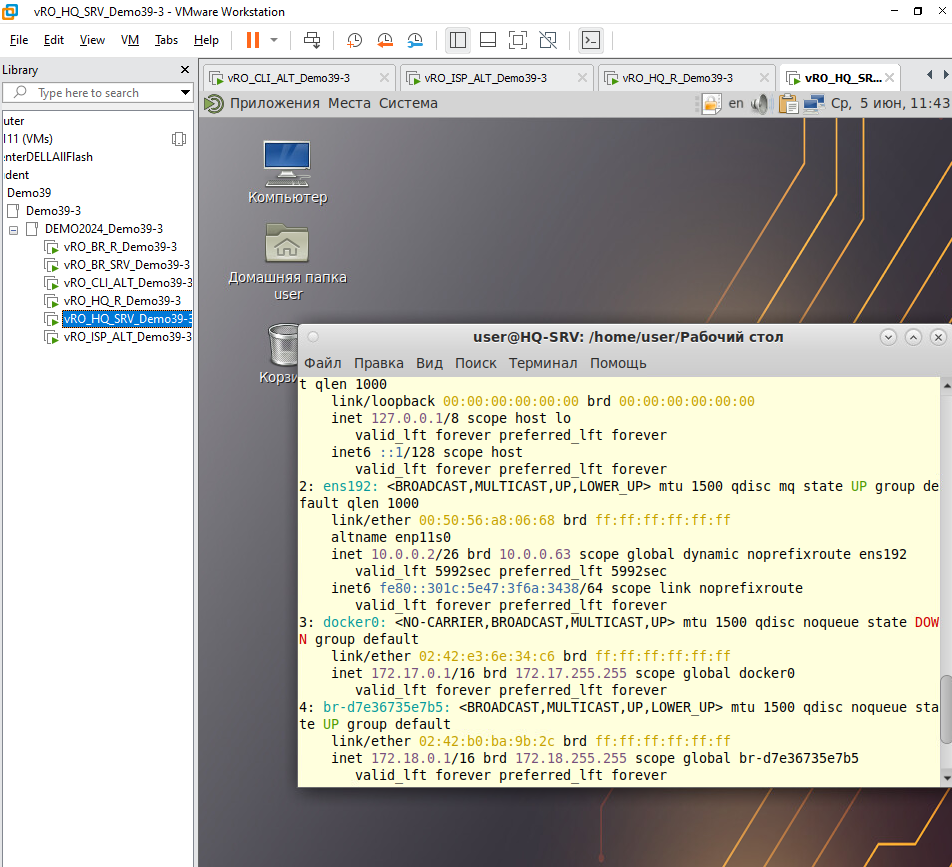 vRO_HQ_SRV_Demo39-3 - VMware Workstation
File Edit View VM Tabs Help
Library
Type here to search
uter
l11 (VMs)
enterDELLAllFlash
dent
Demo39
Demo39-3
DEMO2024_Demo39-3
vRO_BR_R_Demo39-3
vRO_BR_SRV_Demo39-3
vRO_CLI_ALT_Demo39-3
vRO_HQ_R_Demo39-3
vRO_HQ_SRV_Demo39-3
vRO_ISP_ALT_Demo39-3
vRO_CLI_ALT_Demo39-3 vRO_ISP_ALT_Demo39-3 vRO_HQ_R_Demo39-3 vRO_HQ_SR...
Приложения Места Система en Ср, 5 июн, 11:43
Компьютер
Домашняя папка
user
Корзи
user@HQ-SRV: /home/user/Рабочий стол
Файл Правка Вид Поиск Терминал Помощь
t qlen 1000
link/loopback 00:00:00:00:00:00 brd 00:00:00:00:00:00
inet 127.0.0.1/8 scope host lo
valid_lft forever preferred_lft forever
inet6 ::1/128 scope host
valid_lft forever preferred_lft forever
2: ens192: <BROADCAST,MULTICAST,UP,LOWER_UP> mtu 1500 qdisc mq state UP group de
fault qlen 1000
link/ether 00:50:56:a8:06:68 brd ff:ff:ff:ff:ff:ff
altname enp11s0
inet 10.0.0.2/26 brd 10.0.0.63 scope global dynamic noprefixroute ens192
valid_lft 5992sec preferred_lft 5992sec
inet6 fe80::301c:5e47:3f6a:3438/64 scope link noprefixroute
valid_lft forever preferred_lft forever
3: docker0: <NO-CARRIER,BROADCAST,MULTICAST,UP> mtu 1500 qdisc noqueue state DOW
N group default
link/ether 02:42:e3:6e:34:c6 brd ff:ff:ff:ff:ff:ff
inet 172.17.0.1/16 brd 172.17.255.255 scope global docker0
valid_lft forever preferred_lft forever
4: br-d7e36735e7b5: <BROADCAST,MULTICAST,UP,LOWER_UP> mtu 1500 qdisc noqueue sta
te UP group default
link/ether 02:42:b0:ba:9b:2c brd ff:ff:ff:ff:ff:ff
inet 172.18.0.1/16 brd 172.18.255.255 scope global br-d7e36735e7b5
valid_lft forever preferred_lft forever